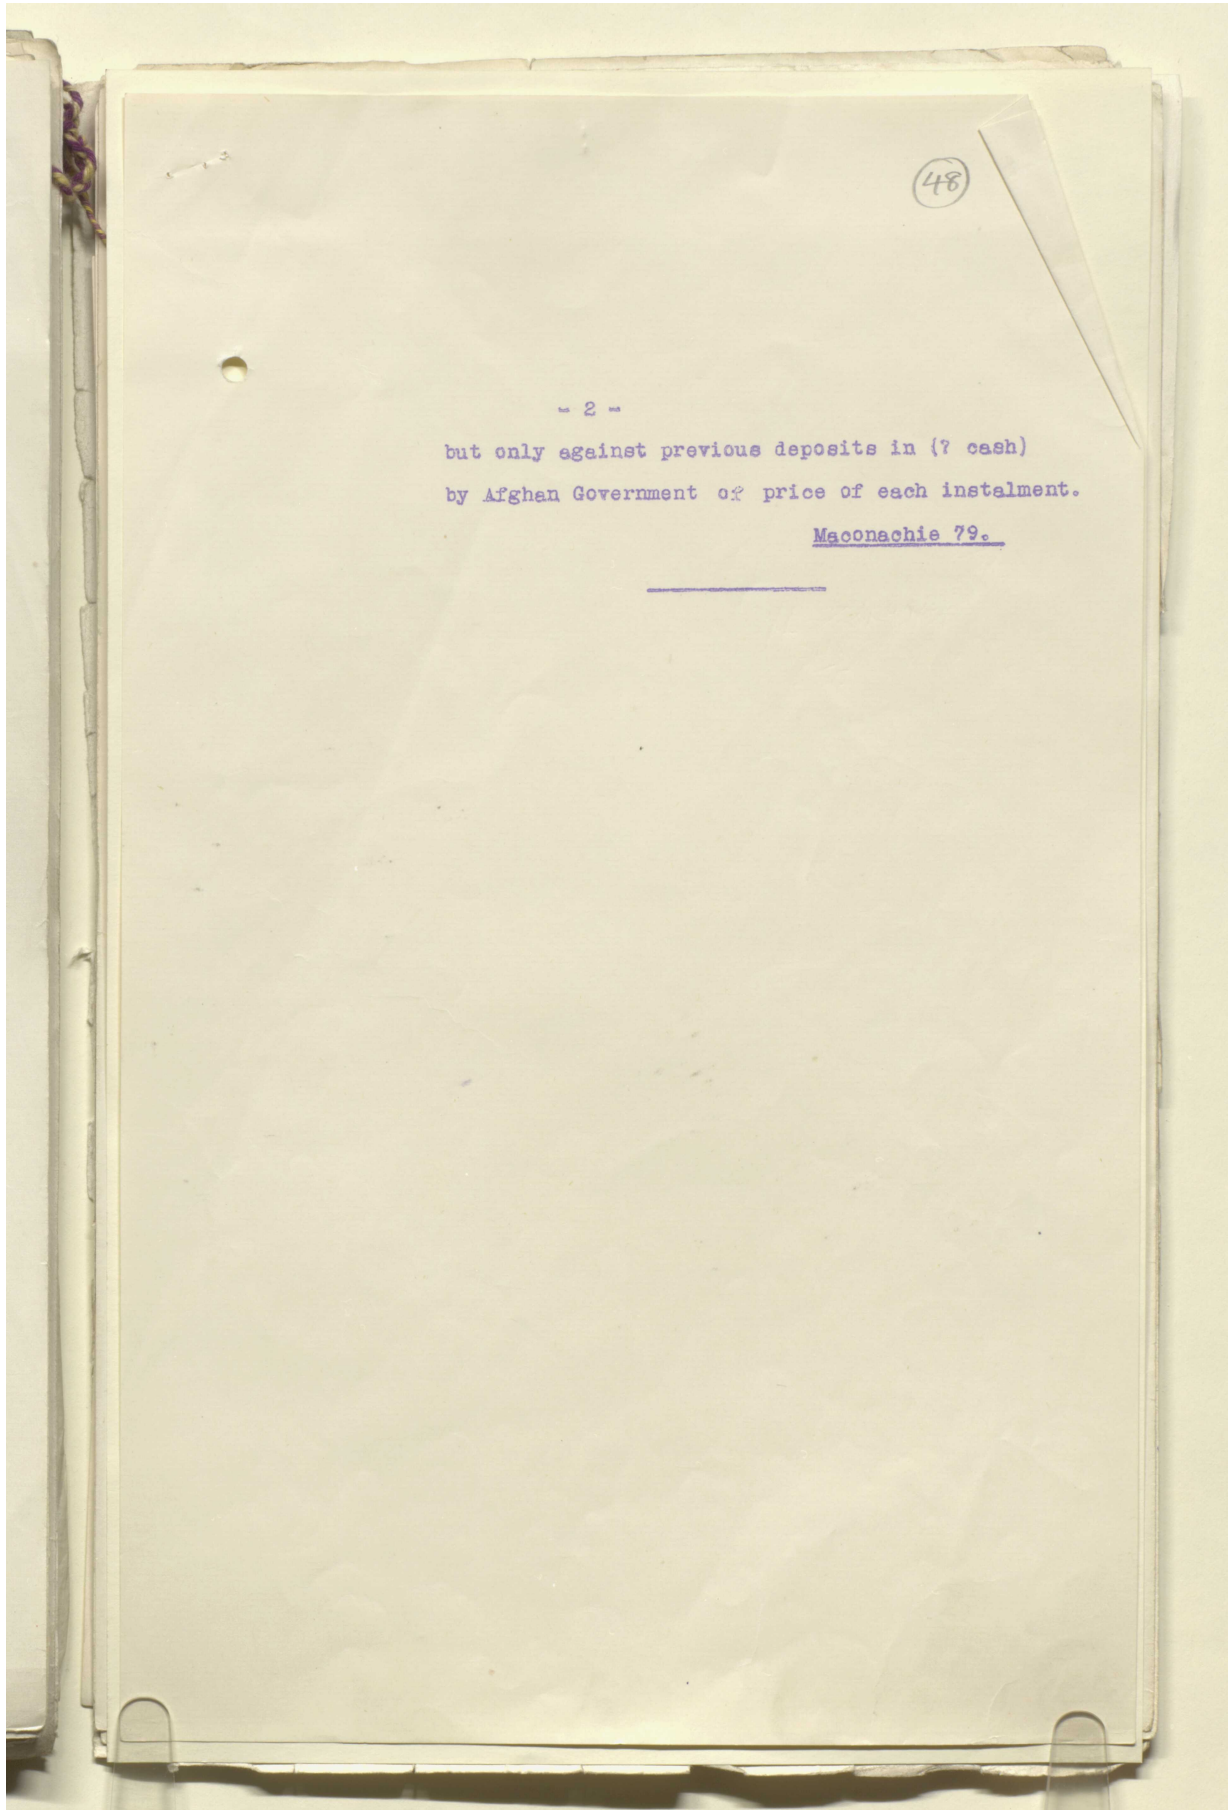 48
- 2 -
but only against previous deposits in (? cash)
by Afghan Government of price of each instalment.
Maconachie 79.